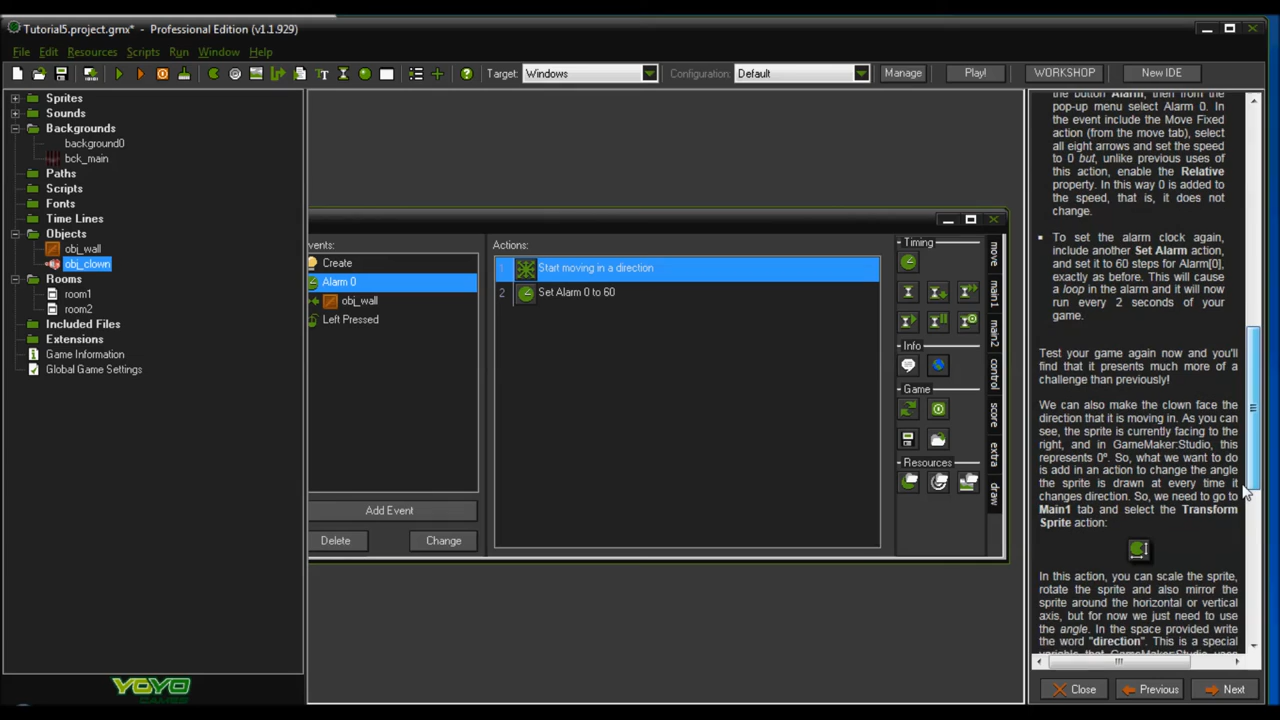 Tutorial5.project.gmx* - Professional Edition (v1.1.929)
File Edit Resources Scripts Run Window Help
Target: Windows Configuration: Default Manage Play! WORKSHOP New IDE
Sprites
Sounds
Backgrounds
background0
bck_main
Paths
Scripts
Fonts
Time Lines
Objects
obj_wall
obj_clown
Rooms
room1
room2
Included Files
Extensions
Game Information
Global Game Settings
YOYO
GAMES
vents:
Create
Alarm 0
obj_wall
Left Pressed
Add Event
Delete Change
Actions:
1 Start moving in a direction
2 Set Alarm 0 to 60
Timing
Info
Game
Resources
move
main1
main2
control
score
extra
draw
the button Alarm, then from the
pop-up menu select Alarm 0. In
the event include the Move Fixed
action (from the move tab), select
all eight arrows and set the speed
to 0 but, unlike previous uses of
this action, enable the Relative
property. In this way 0 is added to
the speed, that is, it does not
change.
To set the alarm clock again,
include another Set Alarm action,
and set it to 60 steps for Alarm[0],
exactly as before. This will cause
a loop in the alarm and it will now
run every 2 seconds of your
game.
Test your game again now and you'll
find that it presents much more of a
challenge than previously!
We can also make the clown face the
direction that it is moving in. As you can
see, the sprite is currently facing to the
right, and in GameMaker:Studio, this
represents 0º. So, what we want to do
is add in an action to change the angle
the sprite is drawn at every time it
changes direction. So, we need to go to
Main1 tab and select the Transform
Sprite action:
In this action, you can scale the sprite,
rotate the sprite and also mirror the
sprite around the horizontal or vertical
axis, but for now we just need to use
the angle. In the space provided write
the word "direction". This is a special
variable that GameMaker:Studio uses
Close Previous Next